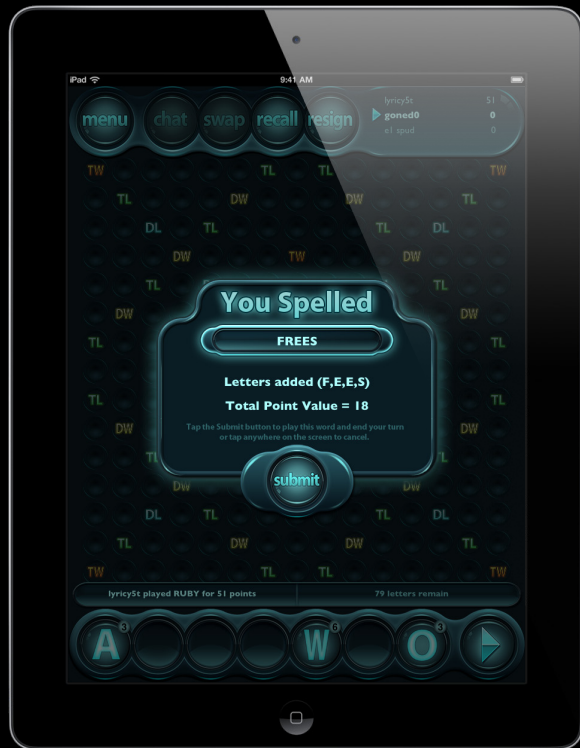 iPad 9:41 AM
menu chat swap recall resign
lyricy5t 51
goned0 0
e1 spud 0
TW TL TL TW
TL DW DW TL
DL TL TL DL
DW TW DW
TL TL
DW DW
TL TL
You Spelled
FREES
Letters added (F,E,E,S)
Total Point Value = 18
Tap the Submit button to play this word and end your turn
or tap anywhere on the screen to cancel.
submit
TL TL
DW DW
TL TL
DW DW
DL TL TL DL
TL DW DW TL
TW TL TL TW
lyricy5t played RUBY for 51 points 79 letters remain
A 3 W 6 O 3